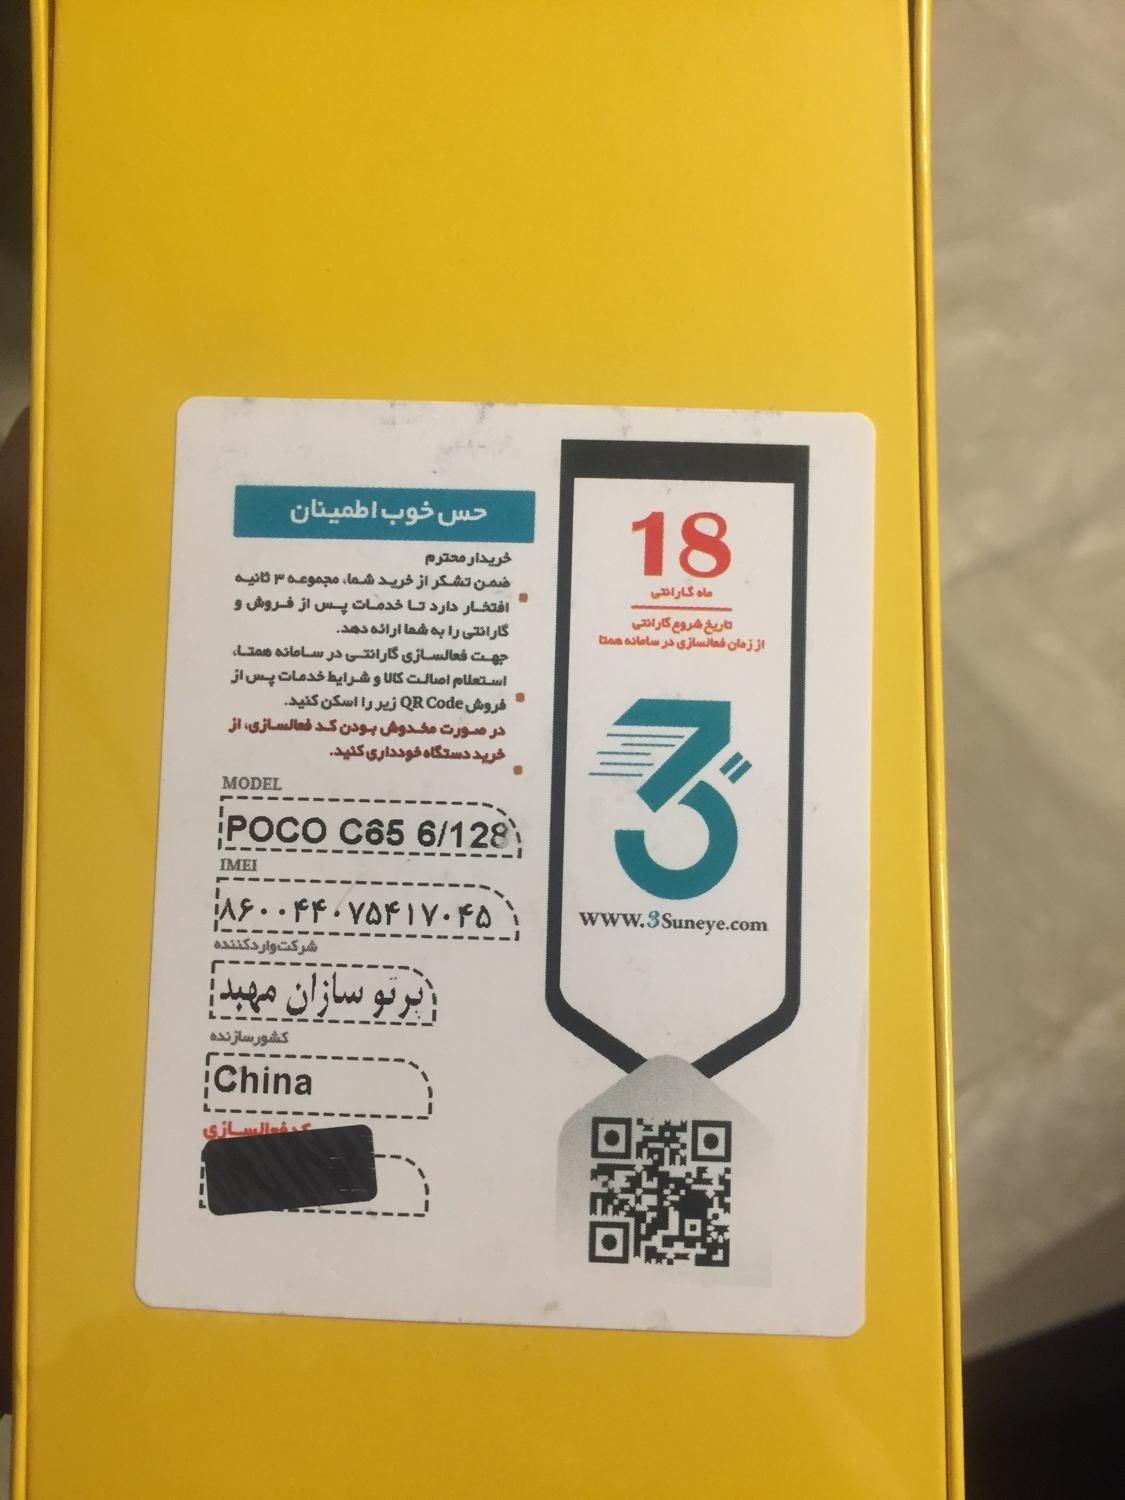 حس خوب اطمینان
خریدار محترم
ضمن تشکر از خرید شما، مجموعه ۳ ثانیه
افتخار دارد تا خدمات پس از فروش و
گارانتی را به شما ارائه دهد.
جهت فعالسازی گارانتی در سامانه همتا،
استعلام اصالت کالا و شرایط خدمات پس از
فروش QR Code زیر را اسکن کنید.
در صورت مخدوش بودن کد فعالسازی، از
خرید دستگاه خودداری کنید.
MODEL
POCO C65 6/128
IMEI
۸۶۰۰۴۴۰۷۵۴۱۷۰۴۵
شرکت وارد کننده
پرتو سازان مهبد
کشور سازنده
China
کد فعالسازی
18
ماه گارانتی
تاریخ شروع گارانتی
از زمان فعالسازی در سامانه همتا
3
www.3Suneye.com